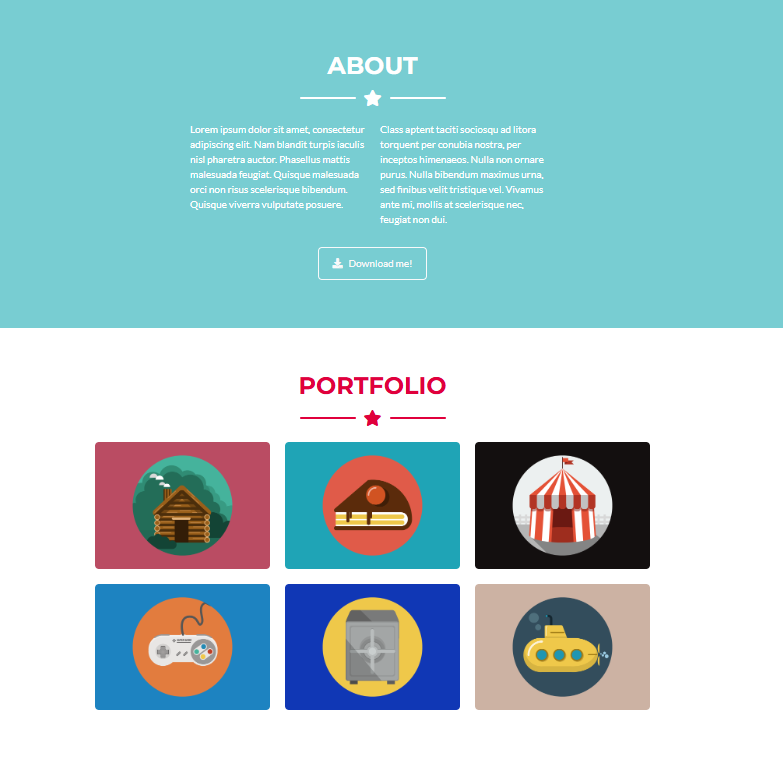 ABOUT
Lorem ipsum dolor sit amet, consectetur
adipiscing elit. Nam blandit turpis iaculis
nisl pharetra auctor. Phasellus mattis
malesuada feugiat. Quisque malesuada
orci non risus scelerisque bibendum.
Quisque viverra vulputate posuere.
Class aptent taciti sociosqu ad litora
torquent per conubia nostra, per
inceptos himenaeos. Nulla non ornare
purus. Nulla bibendum maximus urna,
sed finibus velit tristique vel. Vivamus
ante mi, mollis at scelerisque nec,
feugiat non dui.
Download me!
PORTFOLIO